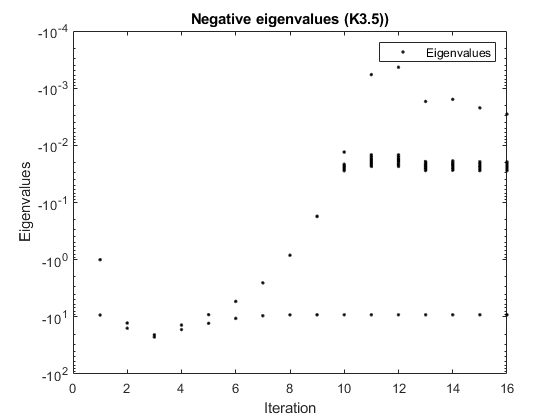 Negative eigenvalues (K3.5))
-10^-4
Eigenvalues
-10^-3
-10^-2
-10^-1
-10^0
-10^1
-10^2
Eigenvalues
0 2 4 6 8 10 12 14 16
Iteration